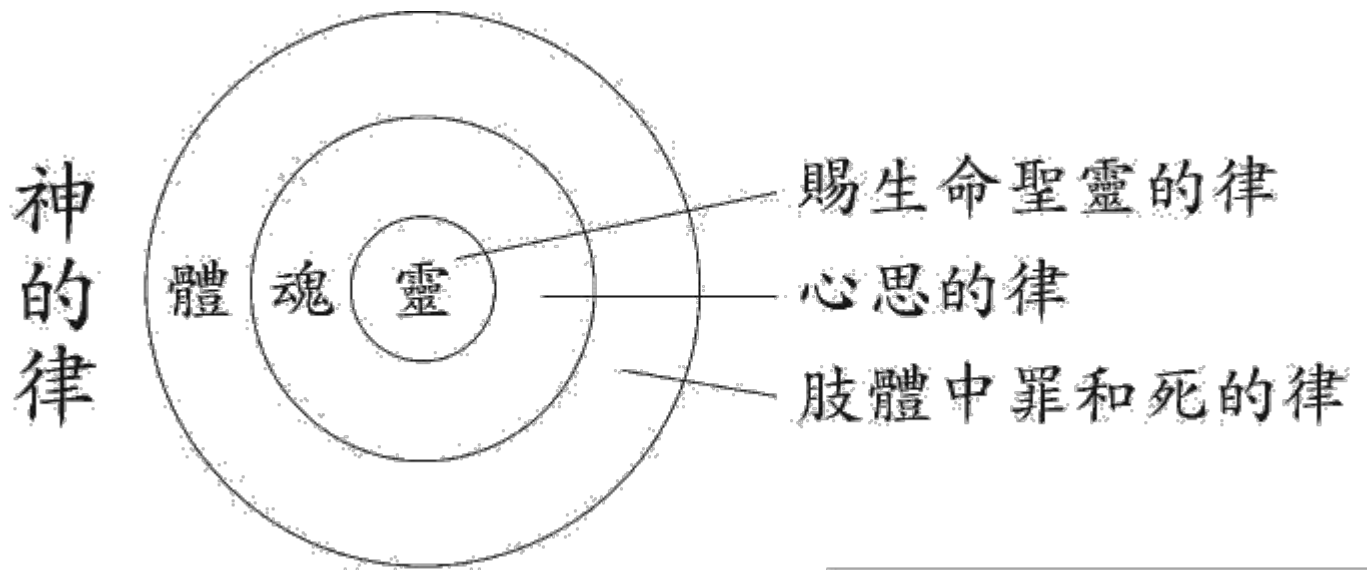 神的律
體 魂 靈
賜生命聖靈的律
心思的律
肢體中罪和死的律